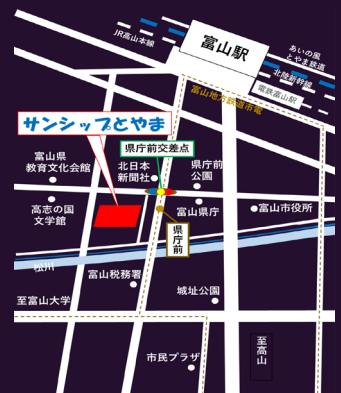 JR高山本線
富山駅
あいの風
とやま鉄道
北陸新幹線
電鉄富山駅
富山地方鉄道市電
サンシップとやま
県庁前交差点
富山県
教育文化会館
北日本
新聞社
県庁前
公園
高志の国
文学館
富山県庁
富山市役所
県庁前
松川
富山税務署
城址公園
至富山大学
市民プラザ
至高山